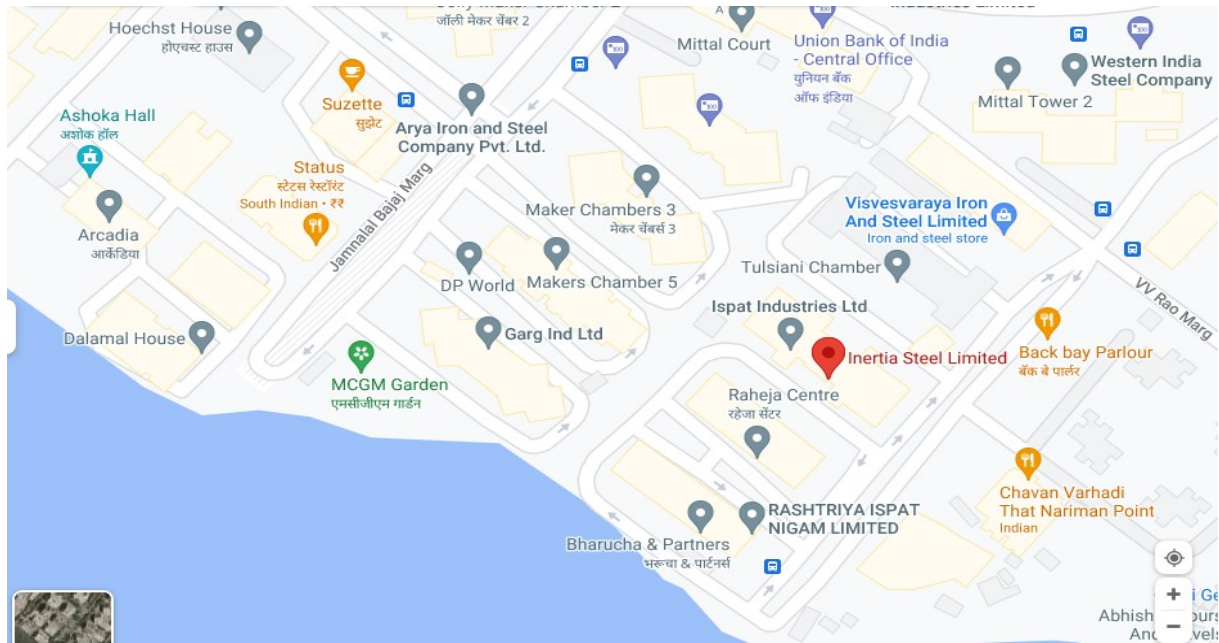 जॉली मेकर चेंबर 2
Hoechst House
होएचस्ट हाउस
Mittal Court
A
Union Bank of India
- Central Office
युनियन बँक
ऑफ इंडिया
Western India
Steel Company
Mittal Tower 2
Suzette
सुझेट
Ashoka Hall
अशोक हॉल
Arya Iron and Steel
Company Pvt. Ltd.
Status
स्टेटस रेस्टॉरंट
South Indian • ₹₹
Jamnalal Bajaj Marg
Arcadia
आर्केडिया
Maker Chambers 3
मेकर चेंबर्स 3
Visvesvaraya Iron
And Steel Limited
Iron and steel store
DP World
Makers Chamber 5
Tulsiani Chamber
VV Rao Marg
Ispat Industries Ltd
Dalamal House
Garg Ind Ltd
Inertia Steel Limited
Back bay Parlour
बॅक बे पार्लर
MCGM Garden
एमसीजीएम गार्डन
Raheja Centre
रहेजा सेंटर
Chavan Varhadi
That Nariman Point
Indian
RASHTRIYA ISPAT
NIGAM LIMITED
Bharucha & Partners
भरूचा & पार्टनर्स
Abhish